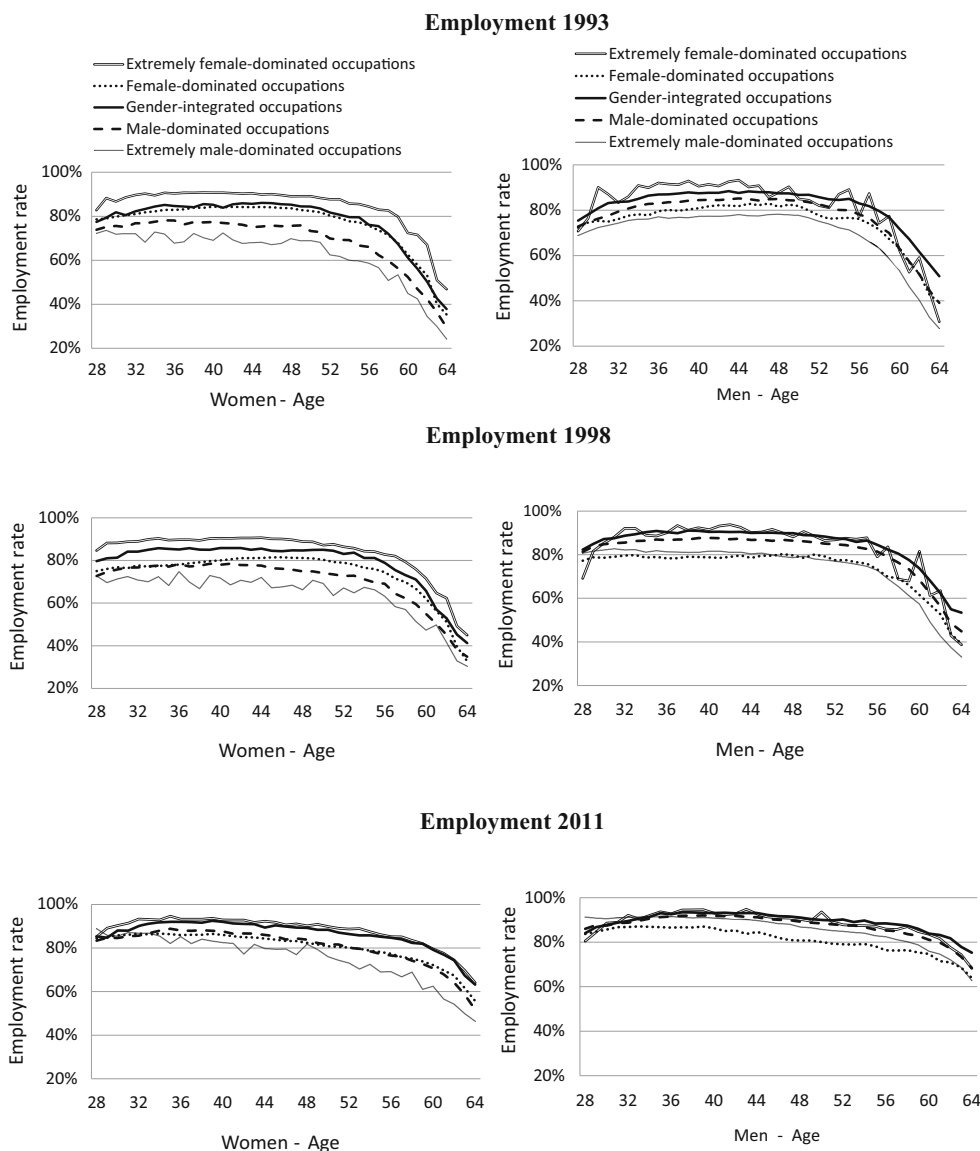 Employment 1993
Extremely female-dominated occupations
Female-dominated occupations
Gender-integrated occupations
Male-dominated occupations
Extremely male-dominated occupations
Employment rate
100%
80%
60%
40%
20%
28 32 36 40 44 48 52 56 60 64
Women - Age
Extremely female-dominated occupations
Female-dominated occupations
Gender-integrated occupations
Male-dominated occupations
Extremely male-dominated occupations
Employment rate
100%
80%
60%
40%
20%
28 32 36 40 44 48 52 56 60 64
Men - Age
Employment 1998
Employment rate
100%
80%
60%
40%
20%
28 32 36 40 44 48 52 56 60 64
Women - Age
Employment rate
100%
80%
60%
40%
20%
28 32 36 40 44 48 52 56 60 64
Men - Age
Employment 2011
Employment rate
100%
80%
60%
40%
20%
28 32 36 40 44 48 52 56 60 64
Women - Age
Employment rate
100%
80%
60%
40%
20%
28 32 36 40 44 48 52 56 60 64
Men - Age